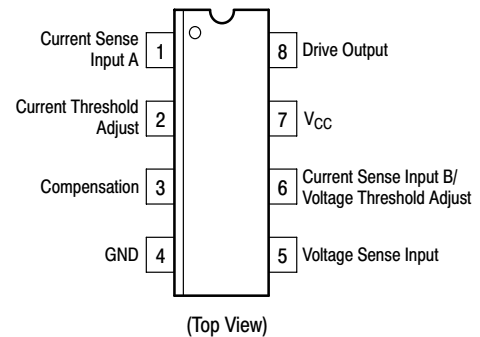 Current Sense
Input A
1
8
Drive Output
Current Threshold
Adjust
2
7
VCC
Compensation
3
6
Current Sense Input B/
Voltage Threshold Adjust
GND
4
5
Voltage Sense Input
(Top View)